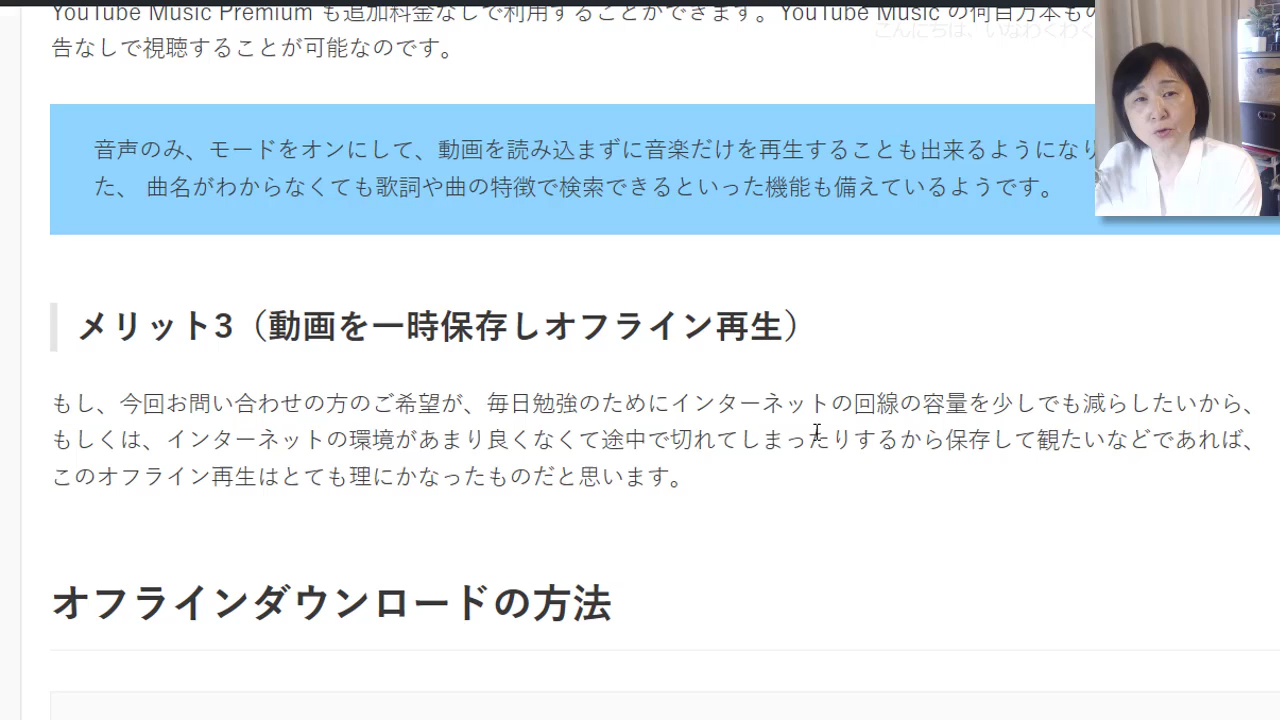 YouTube Music Premium も追加料金なしで利用することができます。YouTube Music の何百万本もの
告なしで視聴することが可能なのです。
こんにちは、いなわくわく
音声のみ、モードをオンにして、動画を読み込まずに音楽だけを再生することも出来るようになり
た、 曲名がわからなくても歌詞や曲の特徴で検索できるといった機能も備えているようです。
メリット3（動画を一時保存しオフライン再生）
もし、今回お問い合わせの方のご希望が、毎日勉強のためにインターネットの回線の容量を少しでも減らしたいから、
もしくは、インターネットの環境があまり良くなくて途中で切れてしまったりするから保存して観たいなどであれば、
このオフライン再生はとても理にかなったものだと思います。
オフラインダウンロードの方法